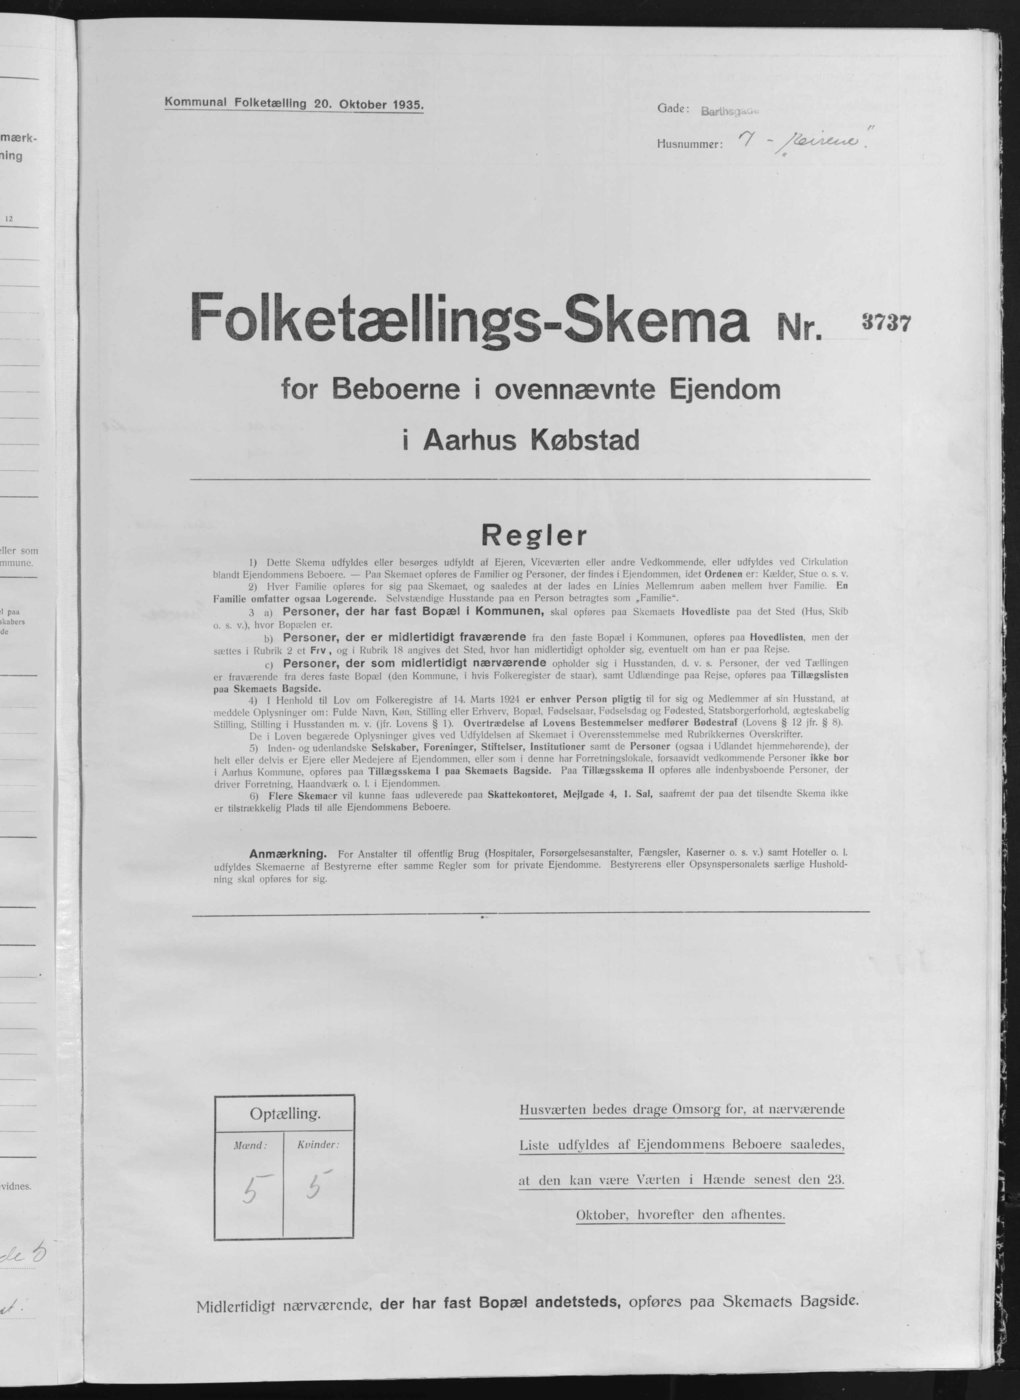 Kommunal Folketælling 20. Oktober 1935.
Gade: Barthsgade
Husnummer: 7 - „Keirene".
Folketællings-Skema Nr. 3737
for Beboerne i ovennævnte Ejendom
i Aarhus Købstad
Regler
1) Dette Skema udfyldes eller besørges udfyldt af Ejeren, Viceværten eller andre Vedkommende, eller udfyldes ved Cirkulation
blandt Ejendommens Beboere. — Paa Skemaet opføres de Familier og Personer, der findes i Ejendommen, idet Ordenen er: Kælder, Stue o. s. v.
2) Hver Familie opføres for sig paa Skemaet, og saaledes at der lades en Linies Mellemrum aaben mellem hver Familie. En
Familie omfatter ogsaa Logerende. Selvstændige Husstande paa en Person betragtes som „Familie“.
3 a) Personer, der har fast Bopæl i Kommunen, skal opføres paa Skemaets Hovedliste paa det Sted (Hus, Skib
o. s. v.), hvor Bopælen er.
b) Personer, der er midlertidigt fraværende fra den faste Bopæl i Kommunen, opføres paa Hovedlisten, men der
sættes i Rubrik 2 et Frv., og i Rubrik 18 angives det Sted, hvor han midlertidigt opholder sig, eventuelt om han er paa Rejse.
c) Personer, der som midlertidigt nærværende opholder sig i Husstanden, d. v. s. Personer, der ved Tællingen
er fraværende fra deres faste Bopæl (den Kommune, i hvis Folkeregister de staar), samt Udlændinge paa Rejse, opføres paa Tillægslisten
paa Skemaets Bagside.
4) I Henhold til Lov om Folkeregistre af 14. Marts 1924 er enhver Person pligtig til for sig og Medlemmer af sin Husstand, at
meddele Oplysninger om: Fulde Navn, Køn, Stilling eller Erhverv, Bopæl, Fødselsaar, Fødselsdag og Fødested, Statsborgerforhold, ægteskabelig
Stilling, Stilling i Husstanden m. v. (jfr. Lovens § 1). Overtrædelse af Lovens Bestemmelser medfører Bødestraf (Lovens § 12 jfr. § 8).
De i Loven begærede Oplysninger gives ved Udfyldelsen af Skemaet i Overensstemmelse med Rubrikkernes Overskrifter.
5) Inden- og udenlandske Selskaber, Foreninger, Stiftelser, Institutioner samt de Personer (ogsaa i Udlandet hjemmehørende), der
helt eller delvis er Ejere eller Medejere af Ejendommen, eller som i denne har Forretningslokale, forsaavidt vedkommende Personer ikke bor
i Aarhus Kommune, opføres paa Tillægsskema I paa Skemaets Bagside. Paa Tillægsskema II opføres alle indenbysboende Personer, der
driver Forretning, Haandværk o. l. i Ejendommen.
6) Flere Skemaer vil kunne faas udleverede paa Skattekontoret, Mejlgade 4, 1. Sal, saafremt der paa det tilsendte Skema ikke
er tilstrækkelig Plads til alle Ejendommens Beboere.
Anmærkning. For Anstalter til offentlig Brug (Hospitaler, Forsørgelsesanstalter, Fængsler, Kaserner o. s. v.) samt Hoteller o. l.
udfyldes Skemaerne af Bestyrerne efter samme Regler som for private Ejendomme. Bestyrerens eller Opsynspersonalets særlige Hushold-
ning skal opføres for sig.
Optælling.
Mænd: Kvinder:
5 5
Husværten bedes drage Omsorg for, at nærværende
Liste udfyldes af Ejendommens Beboere saaledes,
at den kan være Værten i Hænde senest den 23.
Oktober, hvorefter den afhentes.
Midlertidigt nærværende, der har fast Bopæl andetsteds, opføres paa Skemaets Bagside.